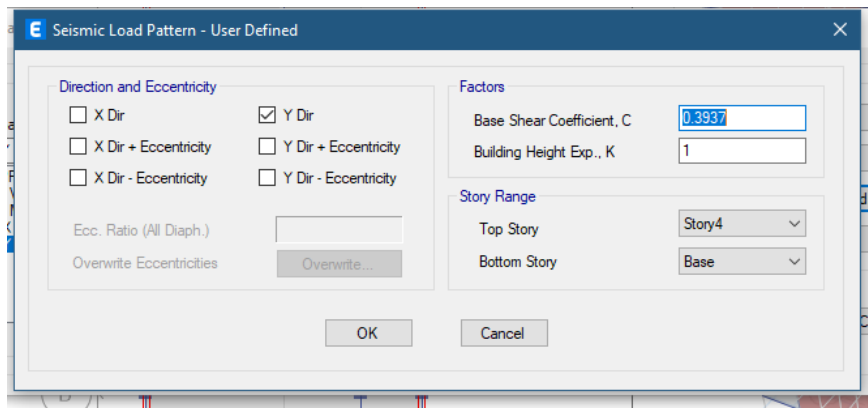 E Seismic Load Pattern - User Defined
Direction and Eccentricity
X Dir
Y Dir
X Dir + Eccentricity
Y Dir + Eccentricity
X Dir - Eccentricity
Y Dir - Eccentricity
Ecc. Ratio (All Diaph.)
Overwrite Eccentricities
Overwrite...
Factors
Base Shear Coefficient, C
0.3937
Building Height Exp., K
1
Story Range
Top Story
Story4
Bottom Story
Base
OK
Cancel